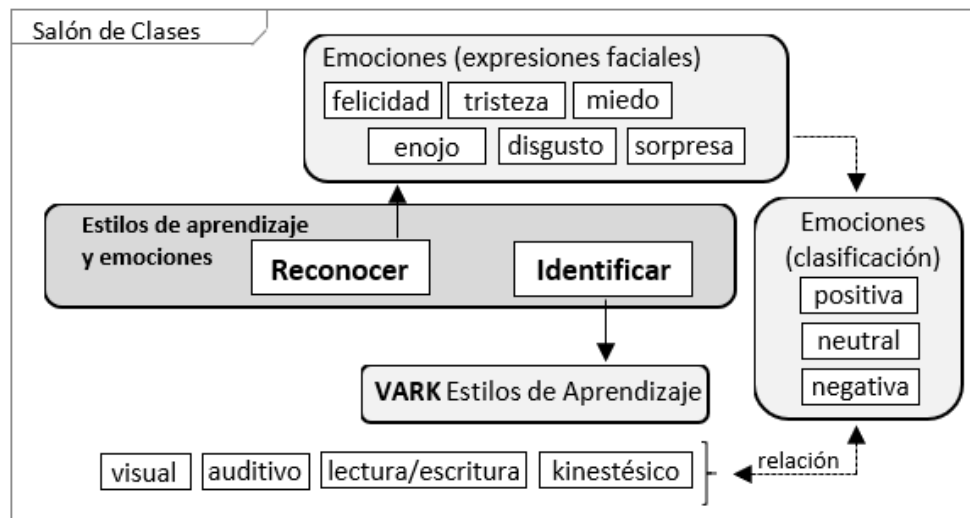 Salón de Clases
Emociones (expresiones faciales)
felicidad tristeza miedo
enojo disgusto sorpresa
Estilos de aprendizaje
y emociones
Reconocer Identificar
Emociones
(clasificación)
positiva
neutral
negativa
VARK Estilos de Aprendizaje
visual auditivo lectura/escritura kinestésico
relación